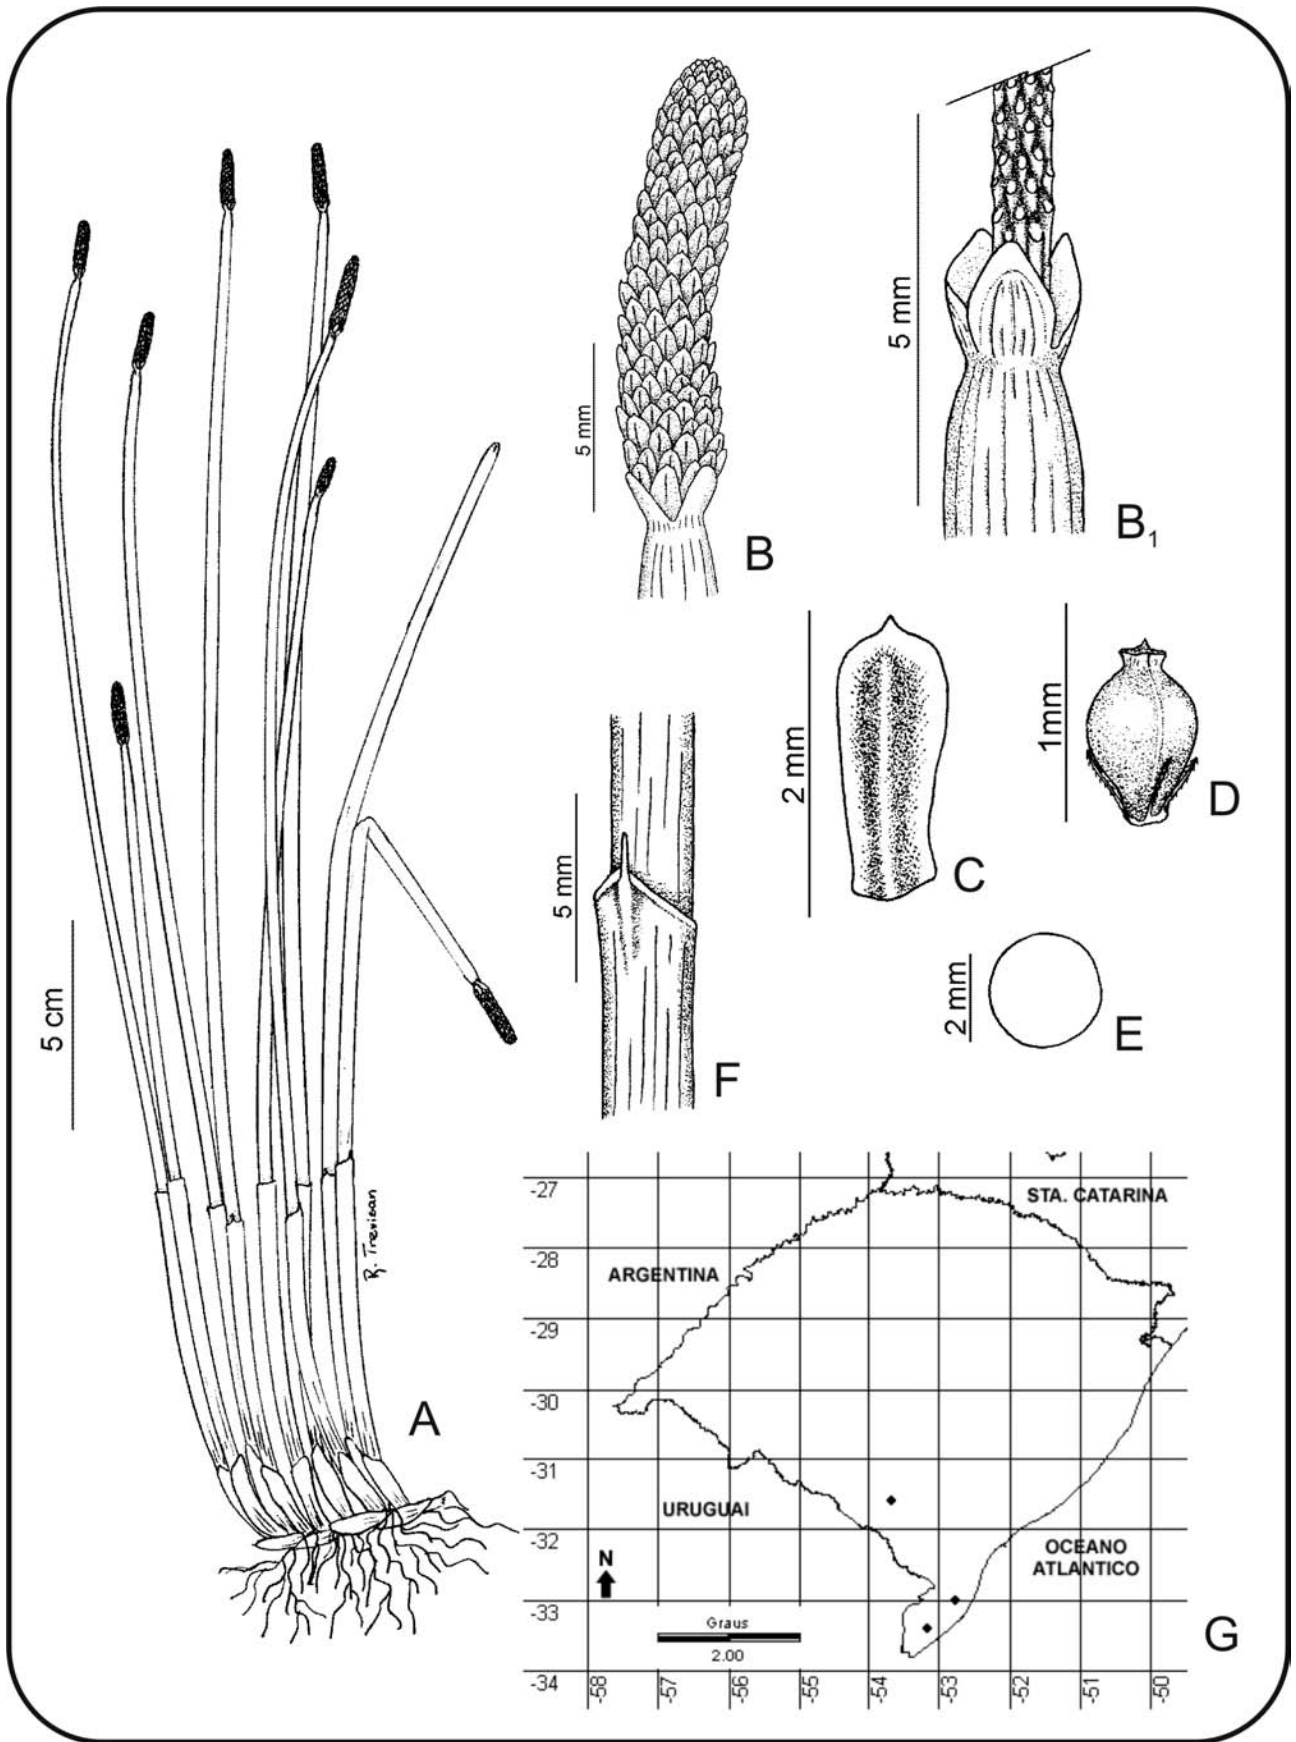 5 cm
A
R. Trevisan
5 mm
B
5 mm
B₁
2 mm
C
1mm
D
2 mm
E
5 mm
F
-27
-28
-29
-30
-31
-32
-33
-34
-58
-57
-56
-55
-54
-53
-52
-51
-50
STA. CATARINA
ARGENTINA
URUGUAI
OCEANO
ATLANTICO
N
Graus
2.00
G